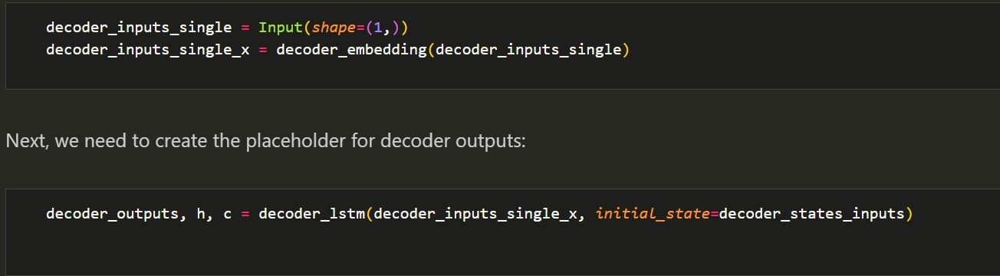 decoder_inputs_single = Input(shape=(1,))
decoder_inputs_single_x = decoder_embedding(decoder_inputs_single)
Next, we need to create the placeholder for decoder outputs:
decoder_outputs, h, c = decoder_lstm(decoder_inputs_single_x, initial_state=decoder_states_inputs)